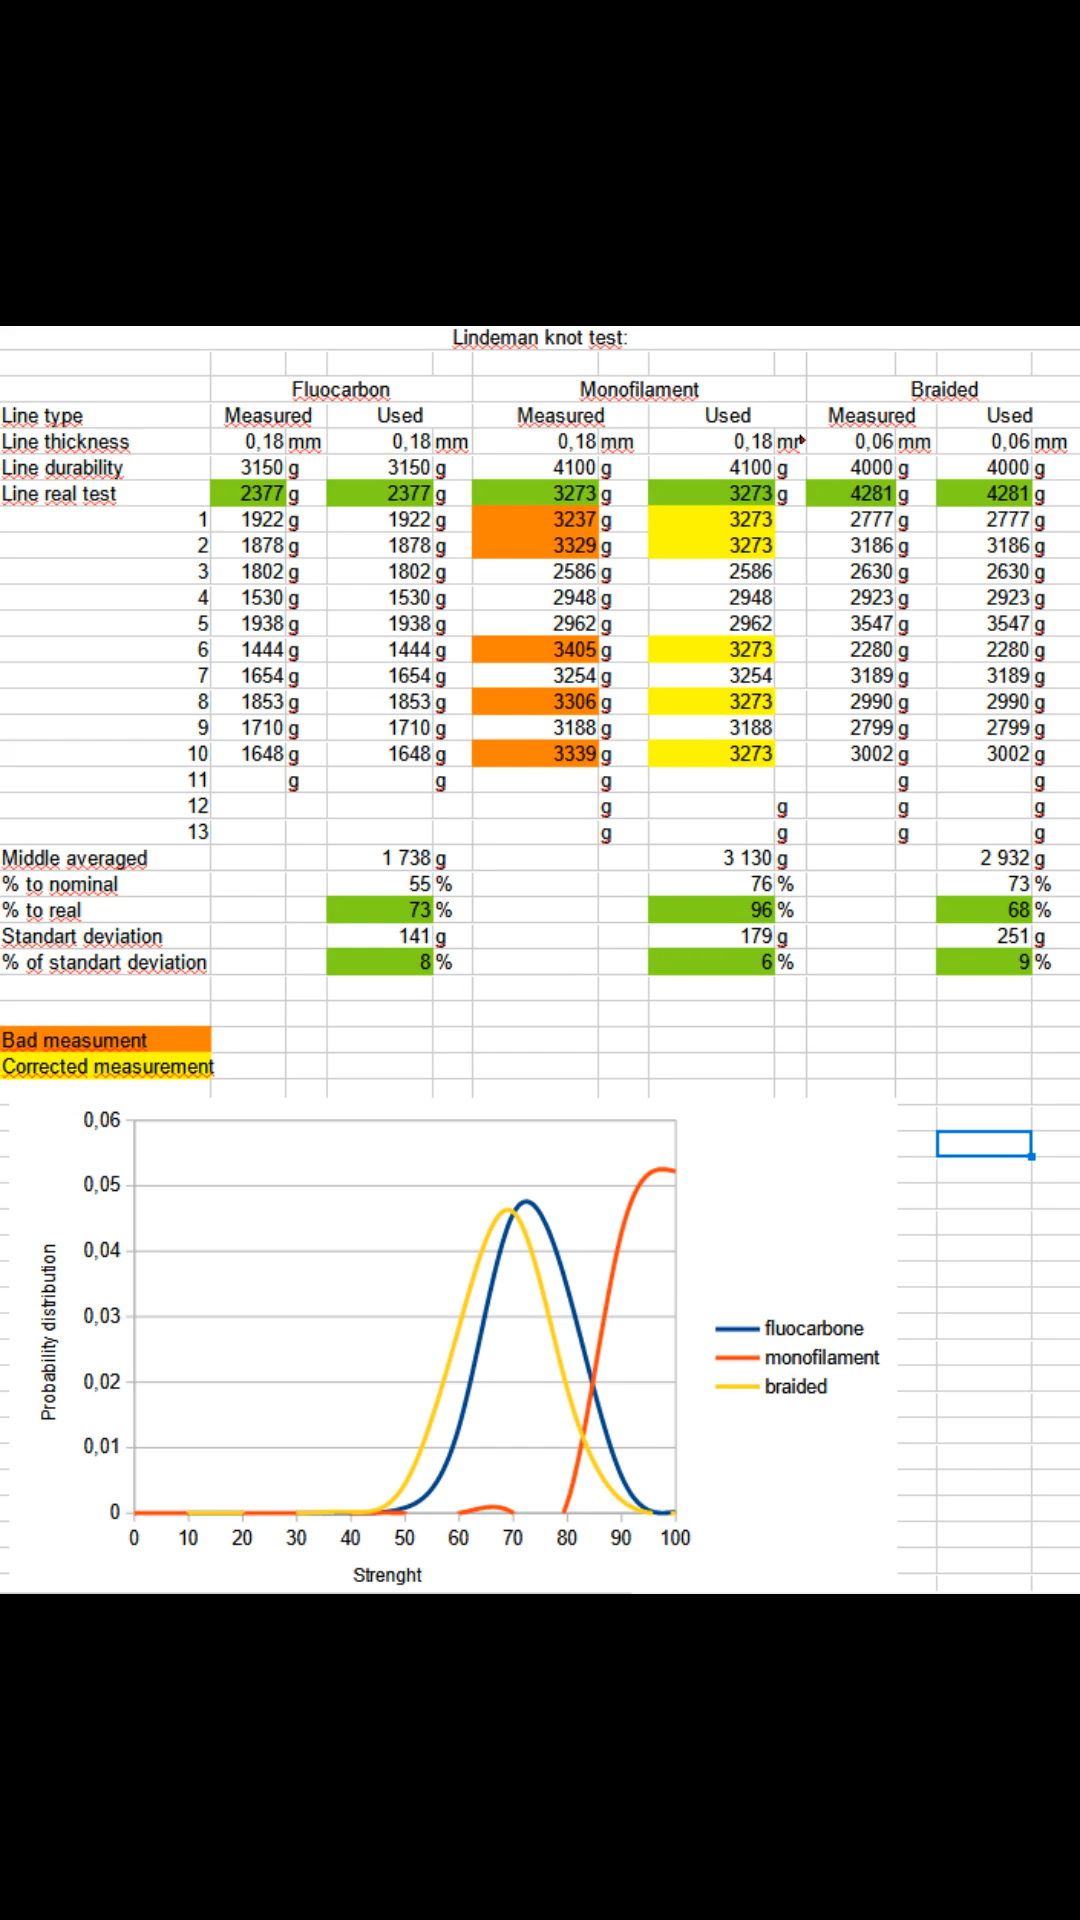 Lindeman knot test:
Fluocarbon Monofilament Braided
Line type Measured Used Measured Used Measured Used
Line thickness 0,18 mm 0,18 mm 0,18 mm 0,18 mr 0,06 mm 0,06 mm
Line durability 3150 g 3150 g 4100 g 4100 g 4000 g 4000 g
Line real test 2377 g 2377 g 3273 g 3273 g 4281 g 4281 g
1 1922 g 1922 g 3237 g 3273 2777 g 2777 g
2 1878 g 1878 g 3329 g 3273 3186 g 3186 g
3 1802 g 1802 g 2586 g 2586 2630 g 2630 g
4 1530 g 1530 g 2948 g 2948 2923 g 2923 g
5 1938 g 1938 g 2962 g 2962 3547 g 3547 g
6 1444 g 1444 g 3405 g 3273 2280 g 2280 g
7 1654 g 1654 g 3254 g 3254 3189 g 3189 g
8 1853 g 1853 g 3306 g 3273 2990 g 2990 g
9 1710 g 1710 g 3188 g 3188 2799 g 2799 g
10 1648 g 1648 g 3339 g 3273 3002 g 3002 g
11 g g g g g
12 g g g g
13 g g g g
Middle averaged 1 738 g 3 130 g 2 932 g
% to nominal 55 % 76 % 73 %
% to real 73 % 96 % 68 %
Standart deviation 141 g 179 g 251 g
% of standart deviation 8 % 6 % 9 %
Bad measument
Corrected measurement
0,06
0,05
0,04
0,03
0,02
0,01
0
Probability distribution
fluocarbone
monofilament
braided
0 10 20 30 40 50 60 70 80 90 100
Strenght